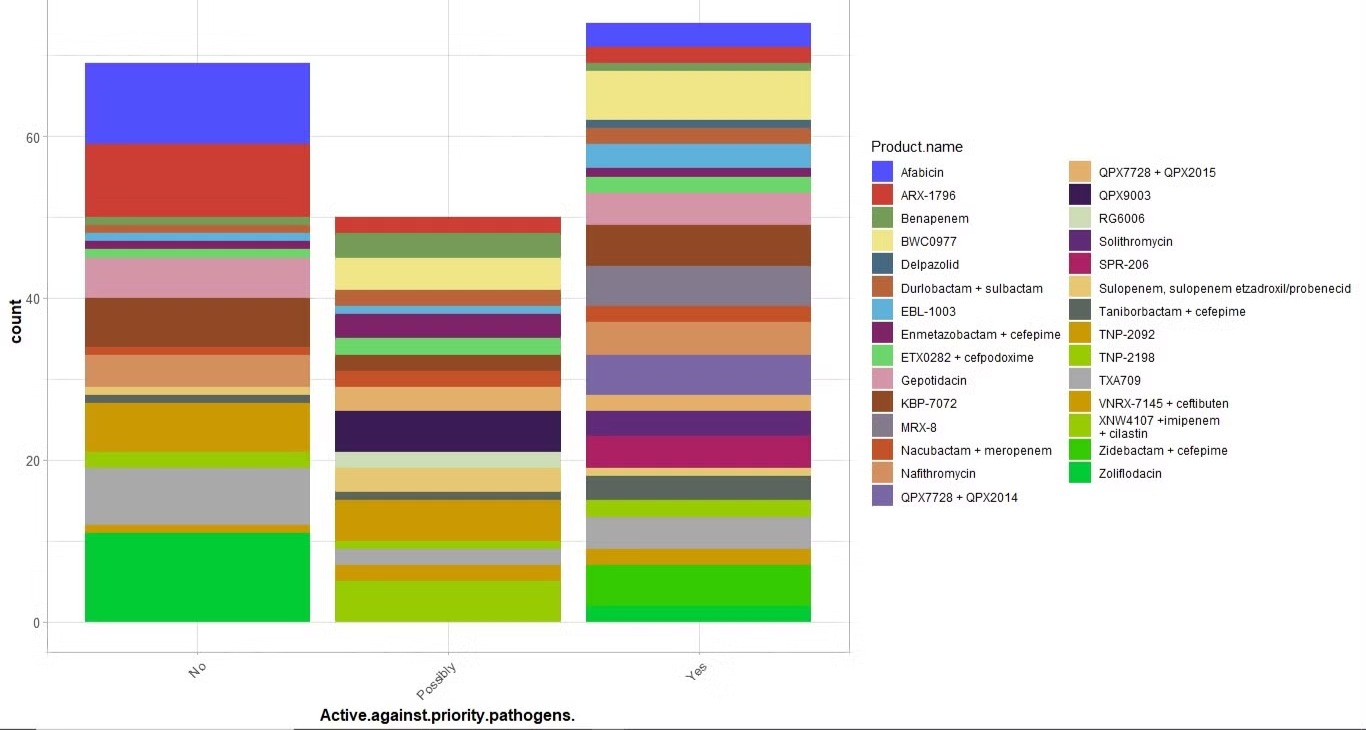 60
40
20
0
count
No
Possibly
Yes
Active.against.priority.pathogens.
Product.name
Afabicin
ARX-1796
Benapenem
BWC0977
Delpazolid
Durlobactam + sulbactam
EBL-1003
Enmetazobactam + cefepime
ETX0282 + cefpodoxime
Gepotidacin
KBP-7072
MRX-8
Nacubactam + meropenem
Nafithromycin
QPX7728 + QPX2014
QPX7728 + QPX2015
QPX9003
RG6006
Solithromycin
SPR-206
Sulopenem, sulopenem etzadroxil/probenecid
Taniborbactam + cefepime
TNP-2092
TNP-2198
TXA709
VNRX-7145 + ceftibuten
XNW4107 +imipenem
+ cilastin
Zidebactam + cefepime
Zoliflodacin